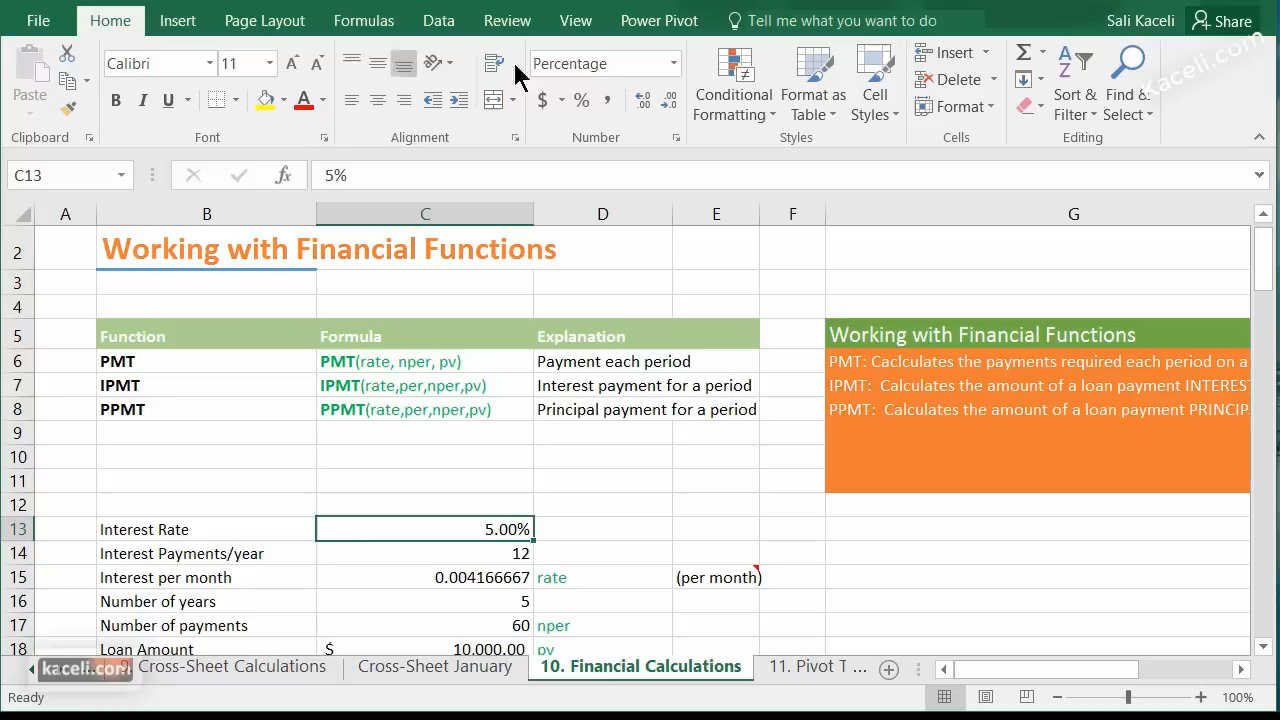 File Home Insert Page Layout Formulas Data Review View Power Pivot Tell me what you want to do Sali Kaceli Share
Kaceli.com
Paste
Calibri 11
B I U A
Percentage
$ % ,
Conditional Formatting
Format as Table
Cell Styles
Insert
Delete
Format
Sort & Filter
Find & Select
Clipboard Font Alignment Number Styles Cells Editing
C13 fx 5%
A B C D E F G
2 Working with Financial Functions
3
4
5 Function Formula Explanation Working with Financial Functions
6 PMT PMT(rate, nper, pv) Payment each period PMT: Caclculates the payments required each period on a
7 IPMT IPMT(rate,per,nper,pv) Interest payment for a period IPMT: Calculates the amount of a loan payment INTEREST
8 PPMT PPMT(rate,per,nper,pv) Principal payment for a period PPMT: Calculates the amount of a loan payment PRINCIP
9
10
11
12
13 Interest Rate 5.00%
14 Interest Payments/year 12
15 Interest per month 0.004166667 rate (per month)
16 Number of years 5
17 Number of payments 60 nper
18 Loan Amount $ 10,000.00 pv
kaceli.com 9. Cross-Sheet Calculations Cross-Sheet January 10. Financial Calculations 11. Pivot T ...
Ready 100%